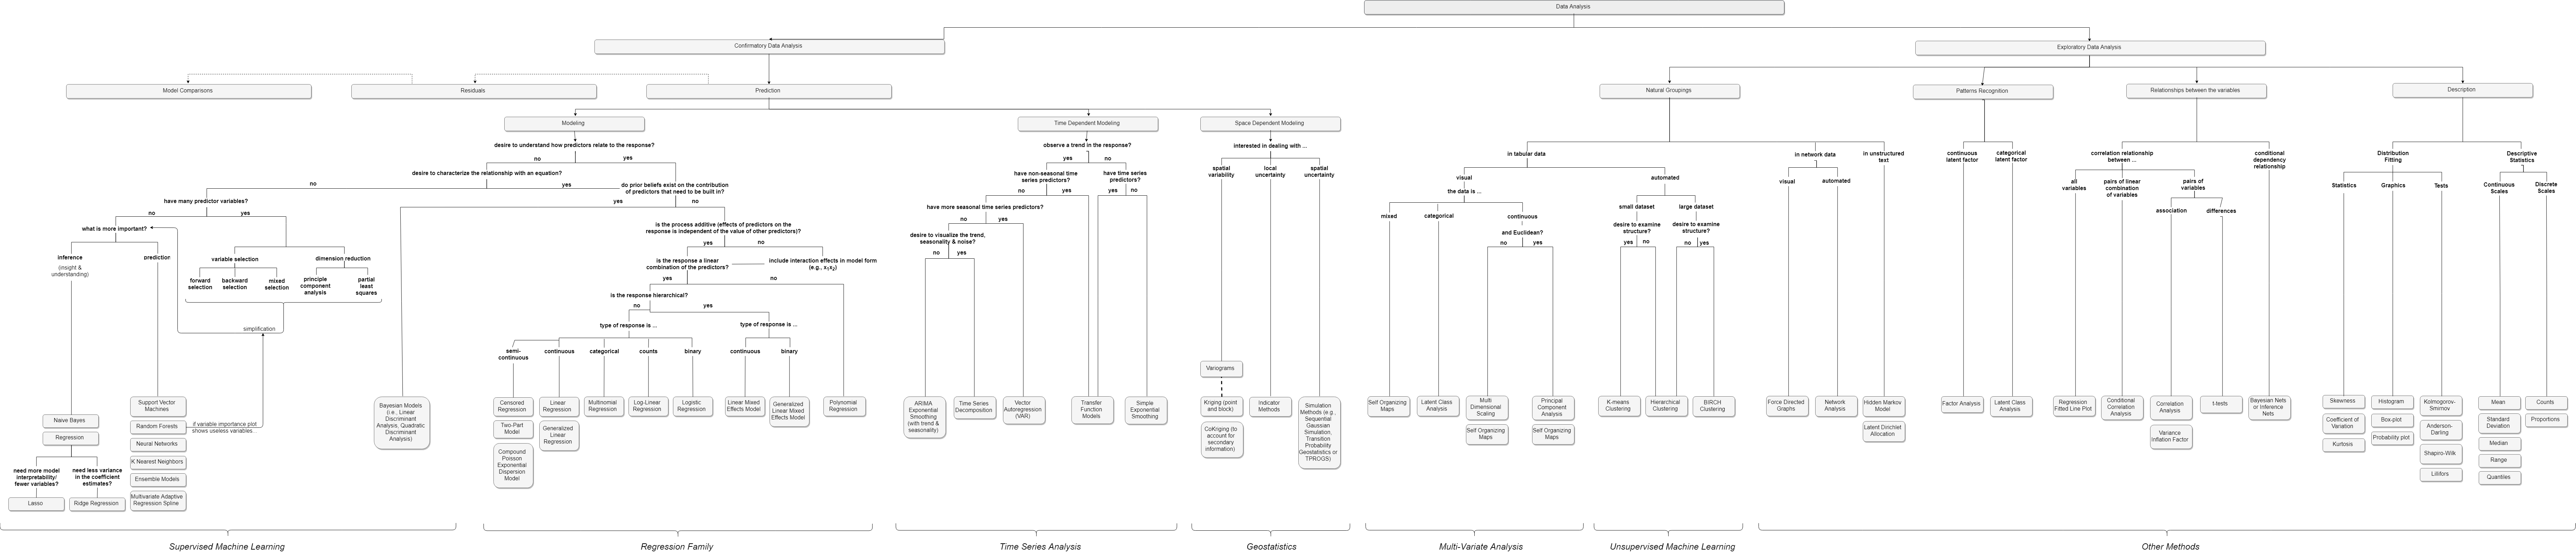 Data Analysis
Confirmatory Data Analysis
Exploratory Data Analysis
Model Comparisons
Residuals
Prediction
Natural Groupings
Patterns Recognition
Relationships between the variables
Description
Modeling
Time Dependent Modeling
Space Dependent Modeling
desire to understand how predictors relate to the response?
no
yes
desire to characterize the relationship with an equation?
no
yes
do prior beliefs exist on the contribution
of predictors that need to be built in?
yes
no
have many predictor variables?
no
yes
what is more important?
inference
(insight &
understanding)
prediction
variable selection
dimension reduction
forward
selection
backward
selection
mixed
selection
principle
component
analysis
partial
least
squares
simplification
if variable importance plot
shows useless variables...
Naive Bayes
Regression
need more model
interpretability/
fewer variables?
need less variance
in the coefficient
estimates?
Lasso
Ridge Regression
Support Vector
Machines
Random Forests
Neural Networks
K Nearest Neighbors
Ensemble Models
Multivariate Adaptive
Regression Spline
Bayesian Models
(i.e., Linear
Discriminant
Analysis, Quadratic
Discriminant
Analysis)
Supervised Machine Learning
is the process additive (effects of predictors on the
response is independent of the value of other predictors)?
yes
no
is the response a linear
combination of the predictors?
include interaction effects in model form
(e.g., x1x2)
yes
no
is the response hierarchical?
no
yes
type of response is ...
type of response is ...
semi-
continuous
continuous
categorical
counts
binary
continuous
binary
Censored
Regression
Two-Part
Model
Compound
Poisson
Exponential
Dispersion
Model
Linear
Regression
Generalized
Linear
Regression
Multinomial
Regression
Log-Linear
Regression
Logistic
Regression
Linear Mixed
Effects Model
Generalized
Linear Mixed
Effects Model
Polynomial
Regression
Regression Family
observe a trend in the response?
yes
no
have non-seasonal time
series predictors?
have time series
predictors?
no
yes
yes
no
have more seasonal time series predictors?
no
yes
desire to visualize the trend,
seasonality & noise?
no
yes
AR/MA
Exponential
Smoothing
(with trend &
seasonality)
Time Series
Decomposition
Vector
Autoregression
(VAR)
Transfer
Function
Models
Simple
Exponential
Smoothing
Time Series Analysis
interested in dealing with ...
spatial
variability
local
uncertainty
spatial
uncertainty
Variograms
Kriging (point
and block)
CoKriging (to
account for
secondary
information)
Indicator
Methods
Simulation
Methods (e.g.,
Sequential
Gaussian
Simulation,
Transition
Probability
Geostatistics or
TPROGS)
Geostatistics
in tabular data
in network data
in unstructured
text
visual
automated
the data is ...
mixed
categorical
continuous
and Euclidean?
no
yes
Self Organizing
Maps
Latent Class
Analysis
Multi
Dimensional
Scaling
Self Organizing
Maps
Principal
Component
Analysis
Self Organizing
Maps
Multi-Variate Analysis
small dataset
large dataset
desire to examine
structure?
desire to examine
structure?
yes
no
no
yes
K-means
Clustering
Hierarchical
Clustering
BIRCH
Clustering
Unsupervised Machine Learning
visual
automated
Force Directed
Graphs
Network
Analysis
Hidden Markov
Model
Latent Dirichlet
Allocation
continuous
latent factor
categorical
latent factor
Factor Analysis
Latent Class
Analysis
correlation relationship
between ...
conditional
dependency
relationship
all
variables
pairs of linear
combination
of variables
pairs of
variables
association
differences
Regression
Fitted Line Plot
Conditional
Correlation
Analysis
Correlation
Analysis
Variance
Inflation Factor
t-tests
Bayesian Nets
or Inference
Nets
Distribution
Fitting
Descriptive
Statistics
Statistics
Graphics
Tests
Continuous
Scales
Discrete
Scales
Skewness
Coefficient of
Variation
Kurtosis
Histogram
Box-plot
Probability plot
Kolmogorov-
Smirnov
Anderson-
Darling
Shapiro-Wilk
Lillifors
Mean
Standard
Deviation
Median
Range
Quantiles
Counts
Proportions
Other Methods